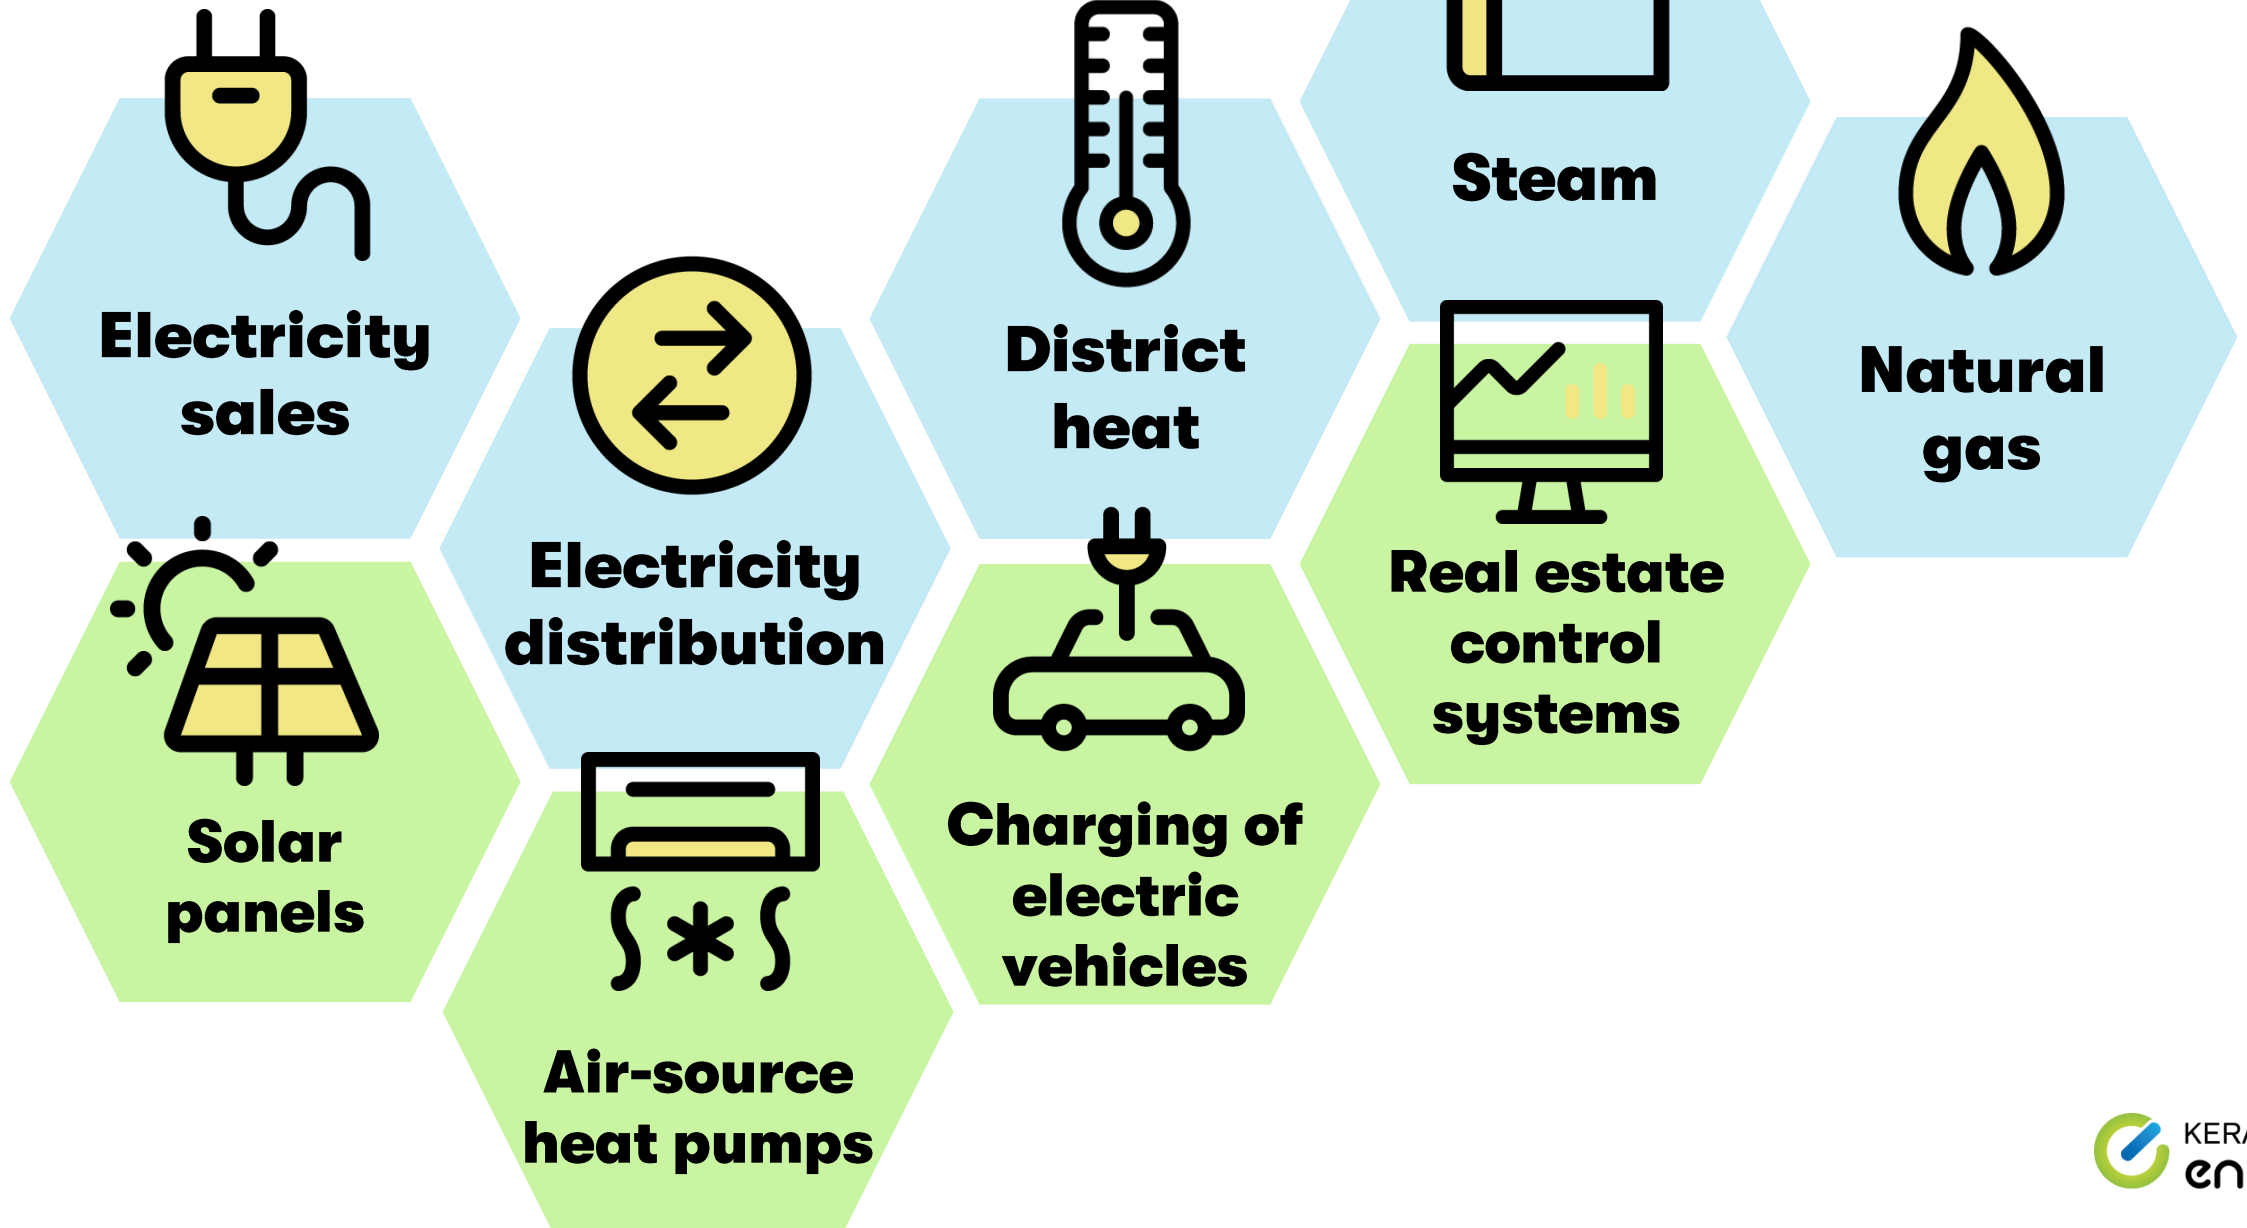 Steam
Electricity
sales
District
heat
Natural
gas
Electricity
distribution
Real estate
control
systems
Solar
panels
Charging of
electric
vehicles
Air-source
heat pumps